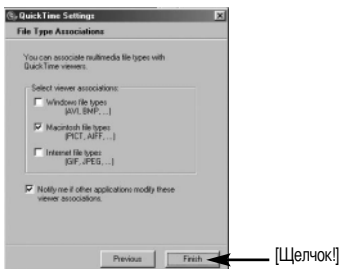 QuickTime Settings
File Type Associations
You can associate multimedia file types with
QuickTime viewers.
Select viewer associations:
Windows file types
(AVI, BMP, ...)
Macintosh file types
(PICT, AIFF, ...)
Internet file types
(GIF, JPEG, ...)
Notify me if other applications modify these
viewer associations.
Previous
Finish
[Щелчок!]